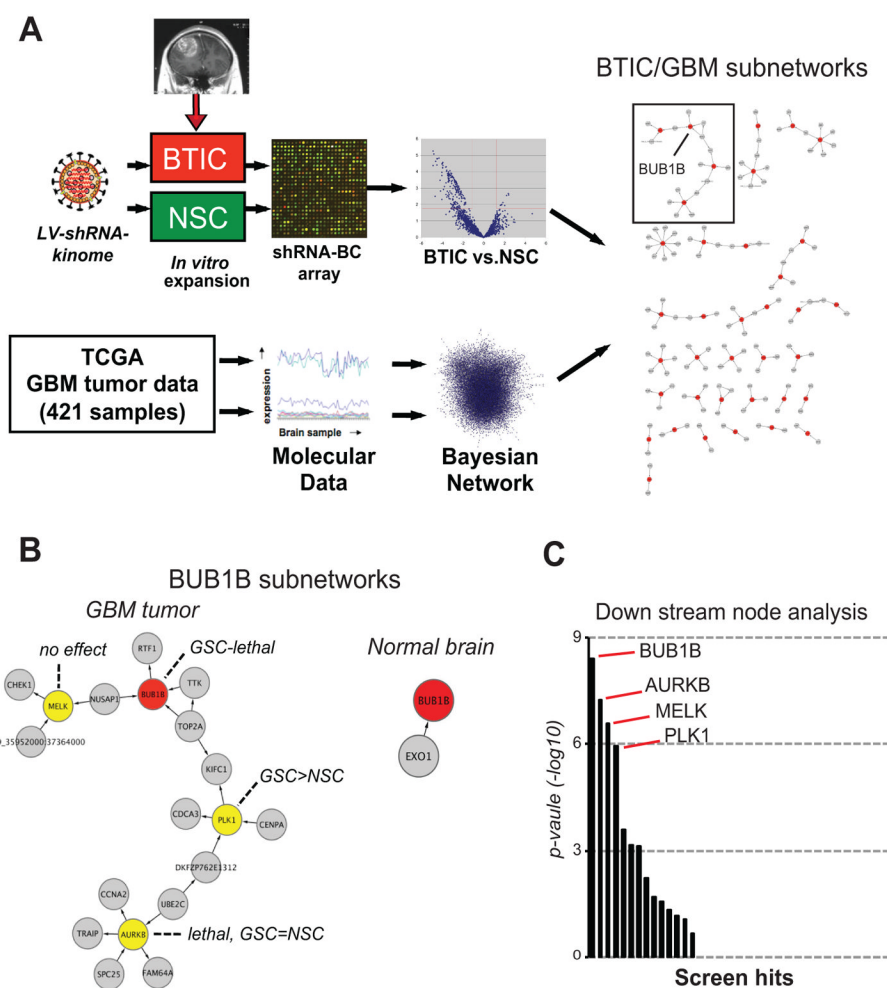 A
BTIC/GBM subnetworks
BTIC
NSC
BUB1B
LV-shRNA-
kinome
In vitro
expansion
shRNA-BC
array
BTIC vs.NSC
TCGA
GBM tumor data
(421 samples)
expression
Brain sample
Molecular
Data
Bayesian
Network
B
BUB1B subnetworks
GBM tumor
Normal brain
no effect
GSC-lethal
RTF1
CHEK1
MELK
NUSAP1
BUB1B
TTK
TOP2A
_35952000:37364000
KIFC1
GSC>NSC
CDCA3
PLK1
CENPA
DKFZP762E1312
CCNA2
UBE2C
TRAIP
AURKB
lethal, GSC=NSC
SPC25
FAM64A
BUB1B
EXO1
C
Down stream node analysis
9
BUB1B
AURKB
MELK
PLK1
6
3
0
p-vaule (-log10)
Screen hits